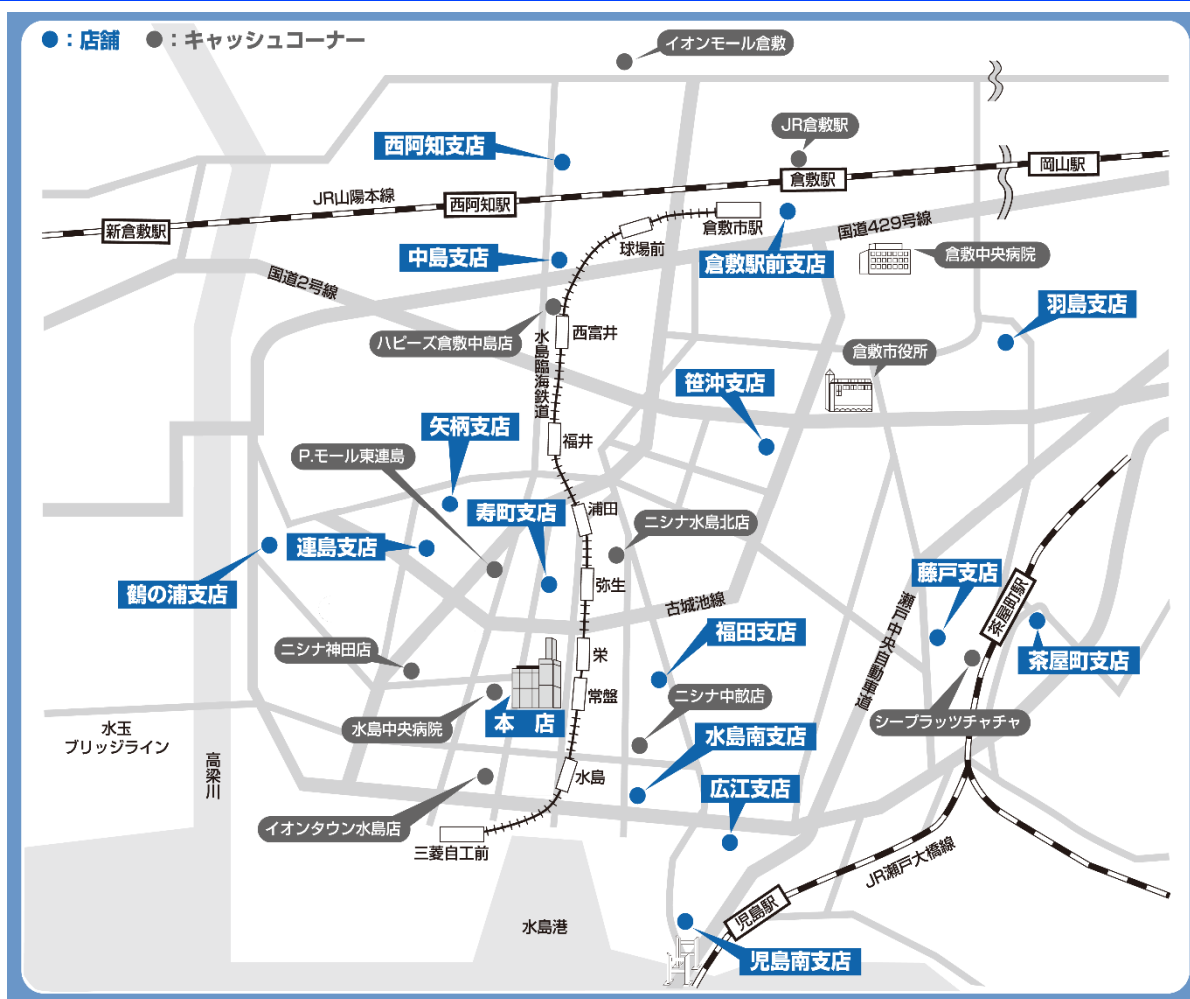 ●：店舗 ●：キャッシュコーナー
イオンモール倉敷
JR倉敷駅
西阿知支店
岡山駅
倉敷駅
JR山陽本線
西阿知駅
新倉敷駅
倉敷市駅
球場前
国道429号線
中島支店
倉敷駅前支店
倉敷中央病院
国道2号線
羽島支店
ハピーズ倉敷中島店
西富井
水島臨海鉄道
倉敷市役所
笹沖支店
矢柄支店
福井
P.モール東連島
寿町支店
浦田
ニシナ水島北店
連島支店
鶴の浦支店
弥生
古城池線
藤戸支店
茶屋町駅
瀬戸中央自動車道
福田支店
栄
ニシナ神田店
茶屋町支店
常盤
ニシナ中畝店
水島中央病院
本 店
シープラッツチャチャ
水玉
ブリッジライン
水島南支店
高梁川
水島
広江支店
イオンタウン水島店
三菱自工前
JR瀬戸大橋線
児島駅
水島港
児島南支店